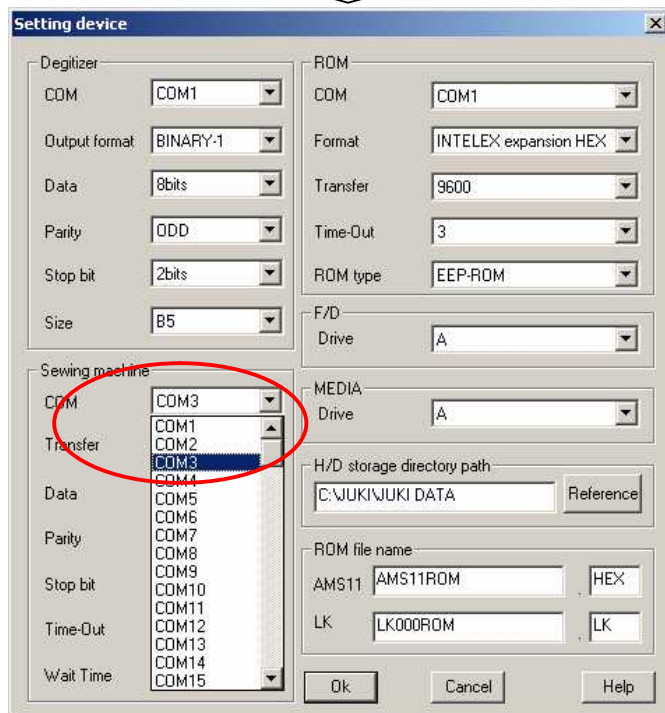 Setting device
Degitizer
COM COM1
Output format BINARY-1
Data 8bits
Parity ODD
Stop bit 2bits
Size B5
Sewing machine
COM COM3
Transfer
Data
Parity
Stop bit
Time-Out
Wait Time
COM1
COM2
COM3
COM4
COM5
COM6
COM7
COM8
COM9
COM10
COM11
COM12
COM13
COM14
COM15
ROM
COM COM1
Format INTELEX expansion HEX
Transfer 9600
Time-Out 3
ROM type EEP-ROM
F/D
Drive A
MEDIA
Drive A
H/D storage directory path
C:\JUKI\JUKI DATA Reference
ROM file name
AMS11 AMS11ROM . HEX
LK LK000ROM . LK
Ok Cancel Help